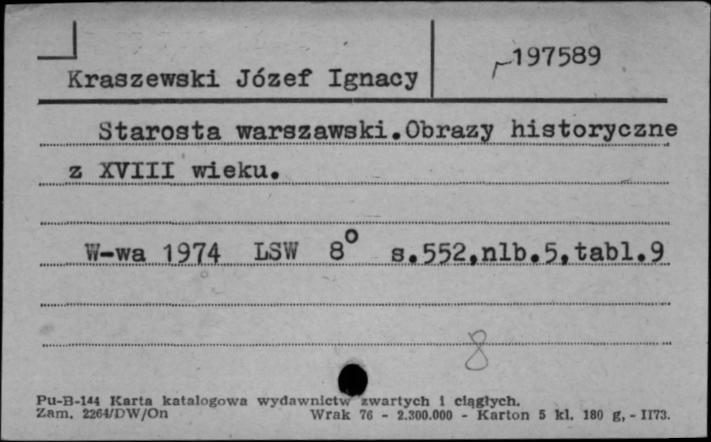 197589
Kraszewski Józef Ignacy
Starosta warszawski.Obrazy historyczne
z XVIII wieku.
W-wa 1974 LSW 8° s.552,nlb.5,tabl.9
8
Pu-B-144 Karta katalogowa wydawnictw zwartych i ciągłych.
Zam. 2264/DW/On Wrak 76 - 2.300.000 - Karton 5 kl. 180 g, - II73.